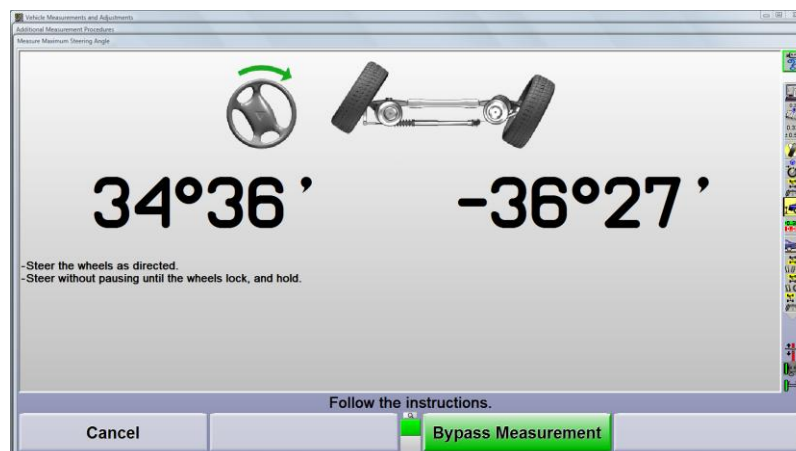 Vehicle Measurements and Adjustments
Additional Measurement Procedures
Measure Maximum Steering Angle
34°36 ' -36°27 '
-Steer the wheels as directed.
-Steer without pausing until the wheels lock, and hold.
Follow the instructions.
Cancel
Bypass Measurement